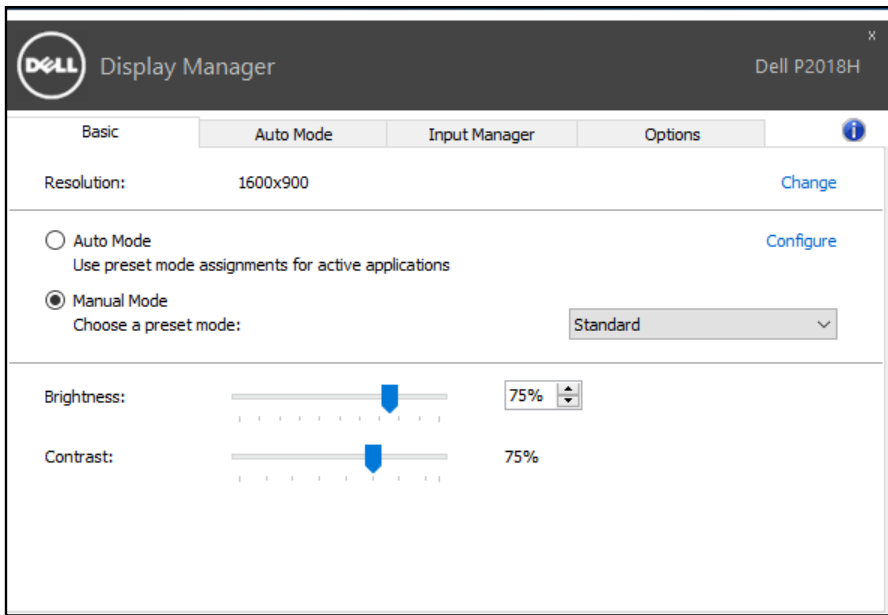 DELL Display Manager Dell P2018H x
Basic Auto Mode Input Manager Options i
Resolution: 1600x900 Change
Auto Mode Configure
Use preset mode assignments for active applications
Manual Mode
Choose a preset mode: Standard
Brightness: 75%
Contrast: 75%